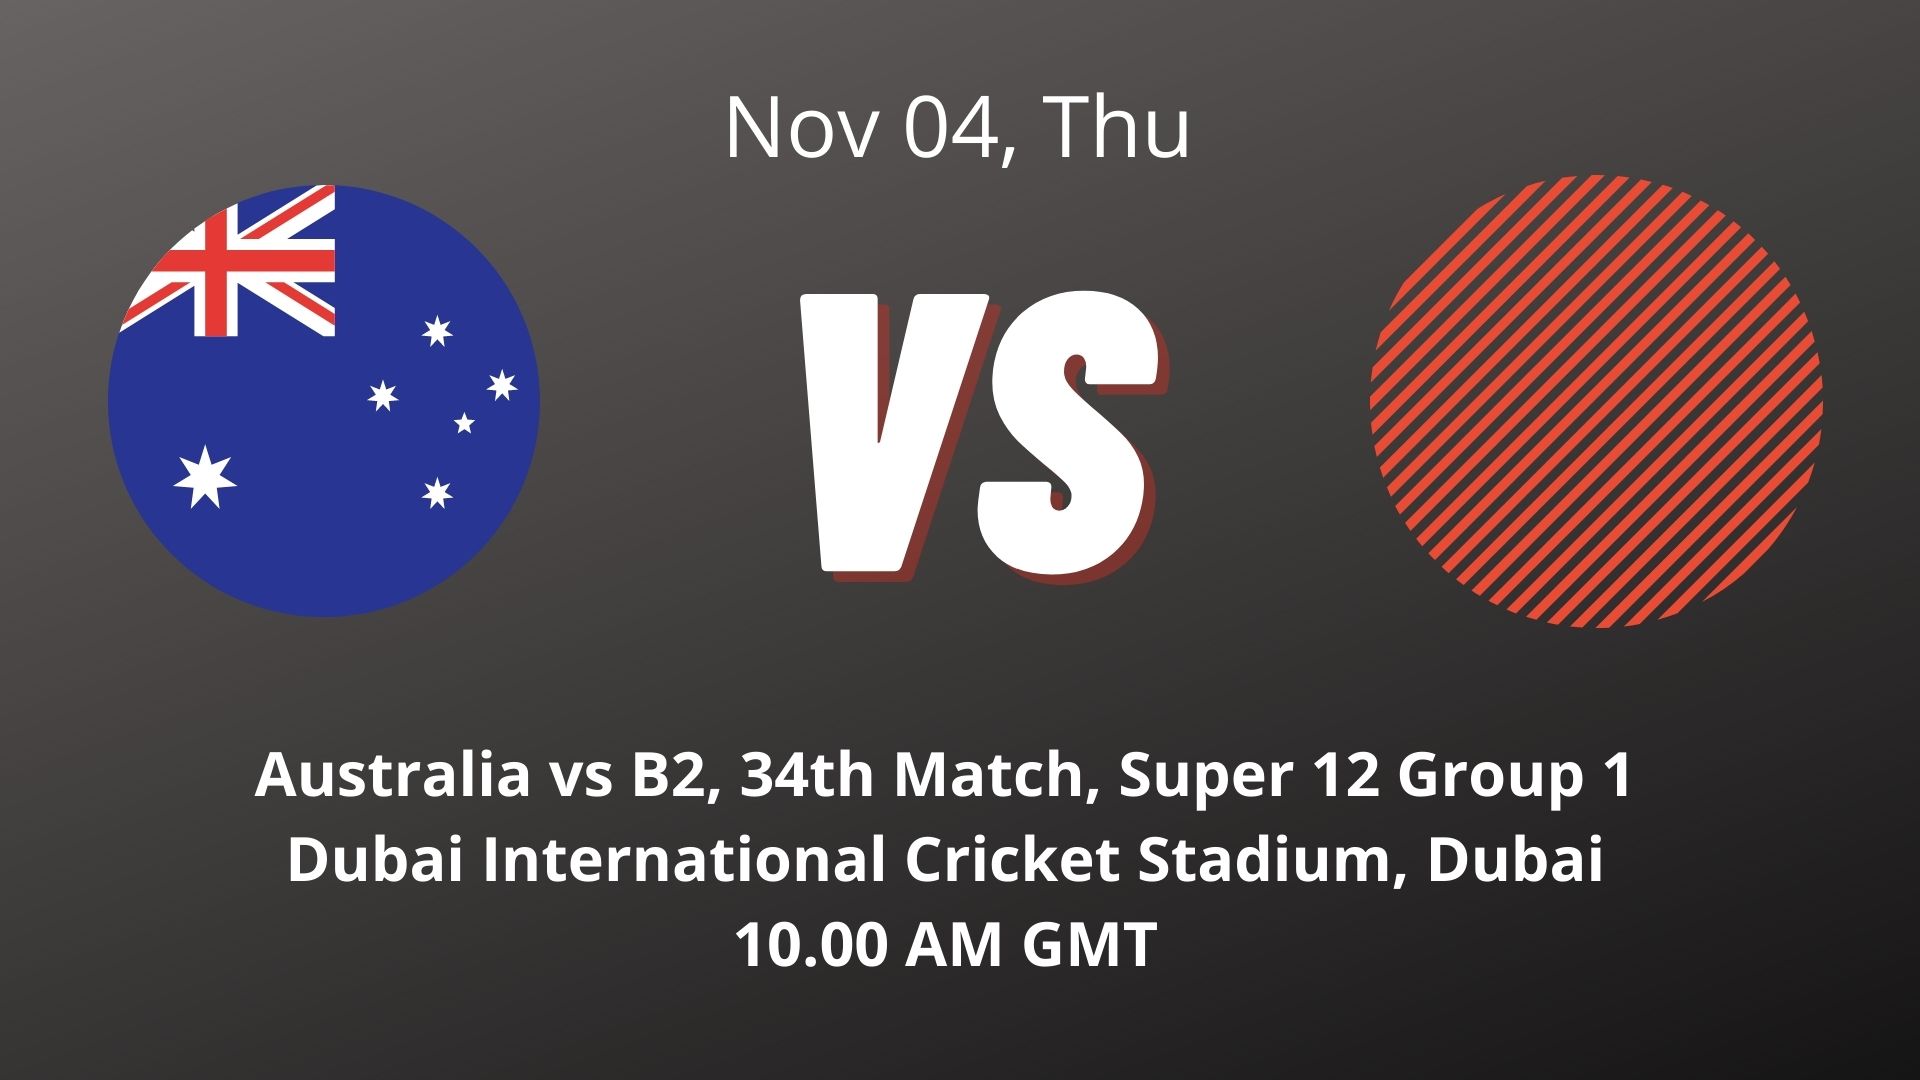 Nov 04, Thu
VS
Australia vs B2, 34th Match, Super 12 Group 1
Dubai International Cricket Stadium, Dubai
10.00 AM GMT